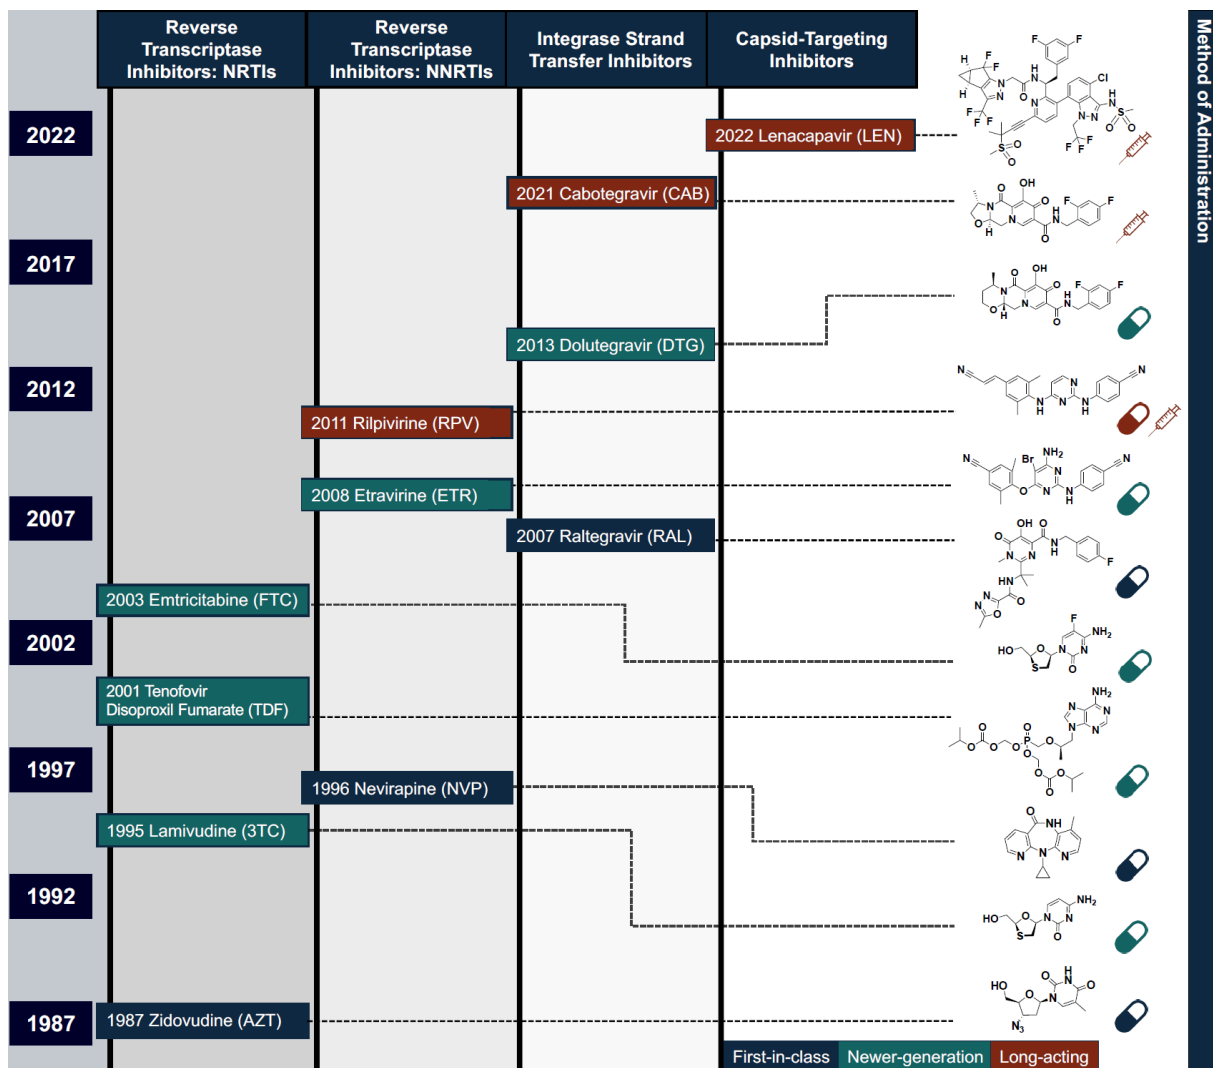 Reverse
Transcriptase
Inhibitors: NRTIs
Reverse
Transcriptase
Inhibitors: NNRTIs
Integrase Strand
Transfer Inhibitors
Capsid-Targeting
Inhibitors
Method of Administration
2022
2022 Lenacapavir (LEN)
2021 Cabotegravir (CAB)
2017
2013 Dolutegravir (DTG)
2012
2011 Rilpivirine (RPV)
2008 Etravirine (ETR)
2007
2007 Raltegravir (RAL)
2003 Emtricitabine (FTC)
2002
2001 Tenofovir
Disoproxil Fumarate (TDF)
1997
1996 Nevirapine (NVP)
1995 Lamivudine (3TC)
1992
1987
1987 Zidovudine (AZT)
First-in-class
Newer-generation
Long-acting